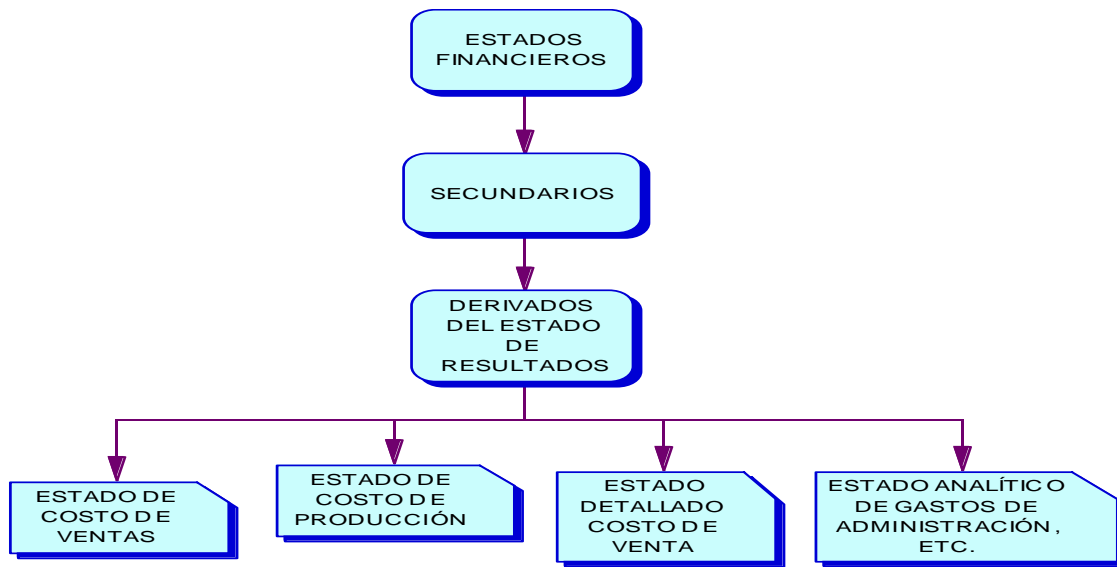 ESTADOS
FINANCIEROS
SECUNDARIOS
DERIVADOS
DEL ESTADO
DE
RESULTADOS
ESTADO DE
COSTO DE
VENTAS
ESTADO DE
COSTO DE
PRODUCCIÓN
ESTADO
DETALLADO
COSTO DE
VENTA
ESTADO ANALÍTICO
DE GASTOS DE
ADMINISTRACIÓN,
ETC.